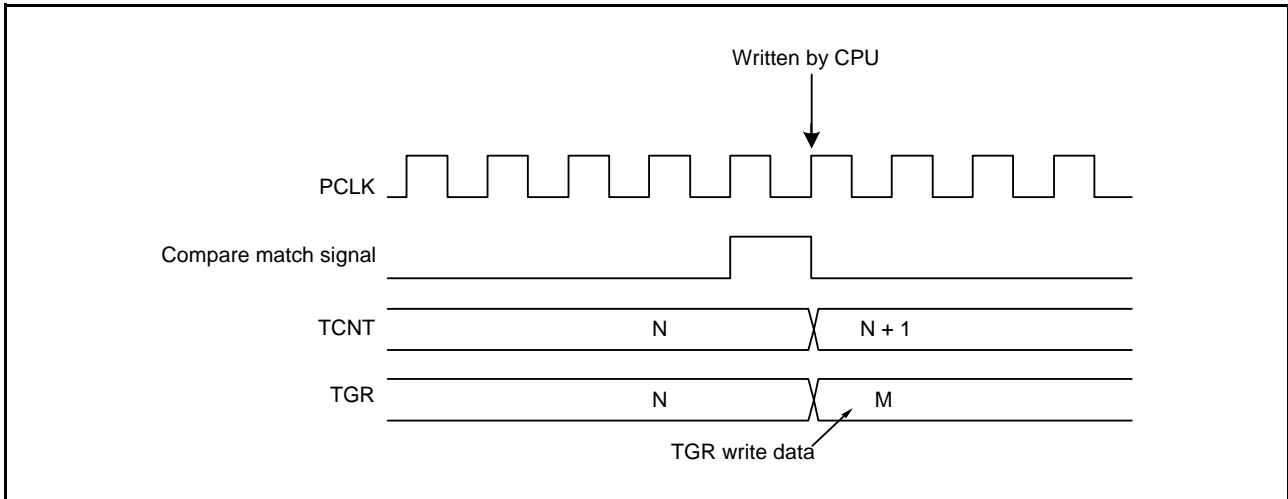 Written by CPU
PCLK
Compare match signal
TCNT N N + 1
TGR N M
TGR write data